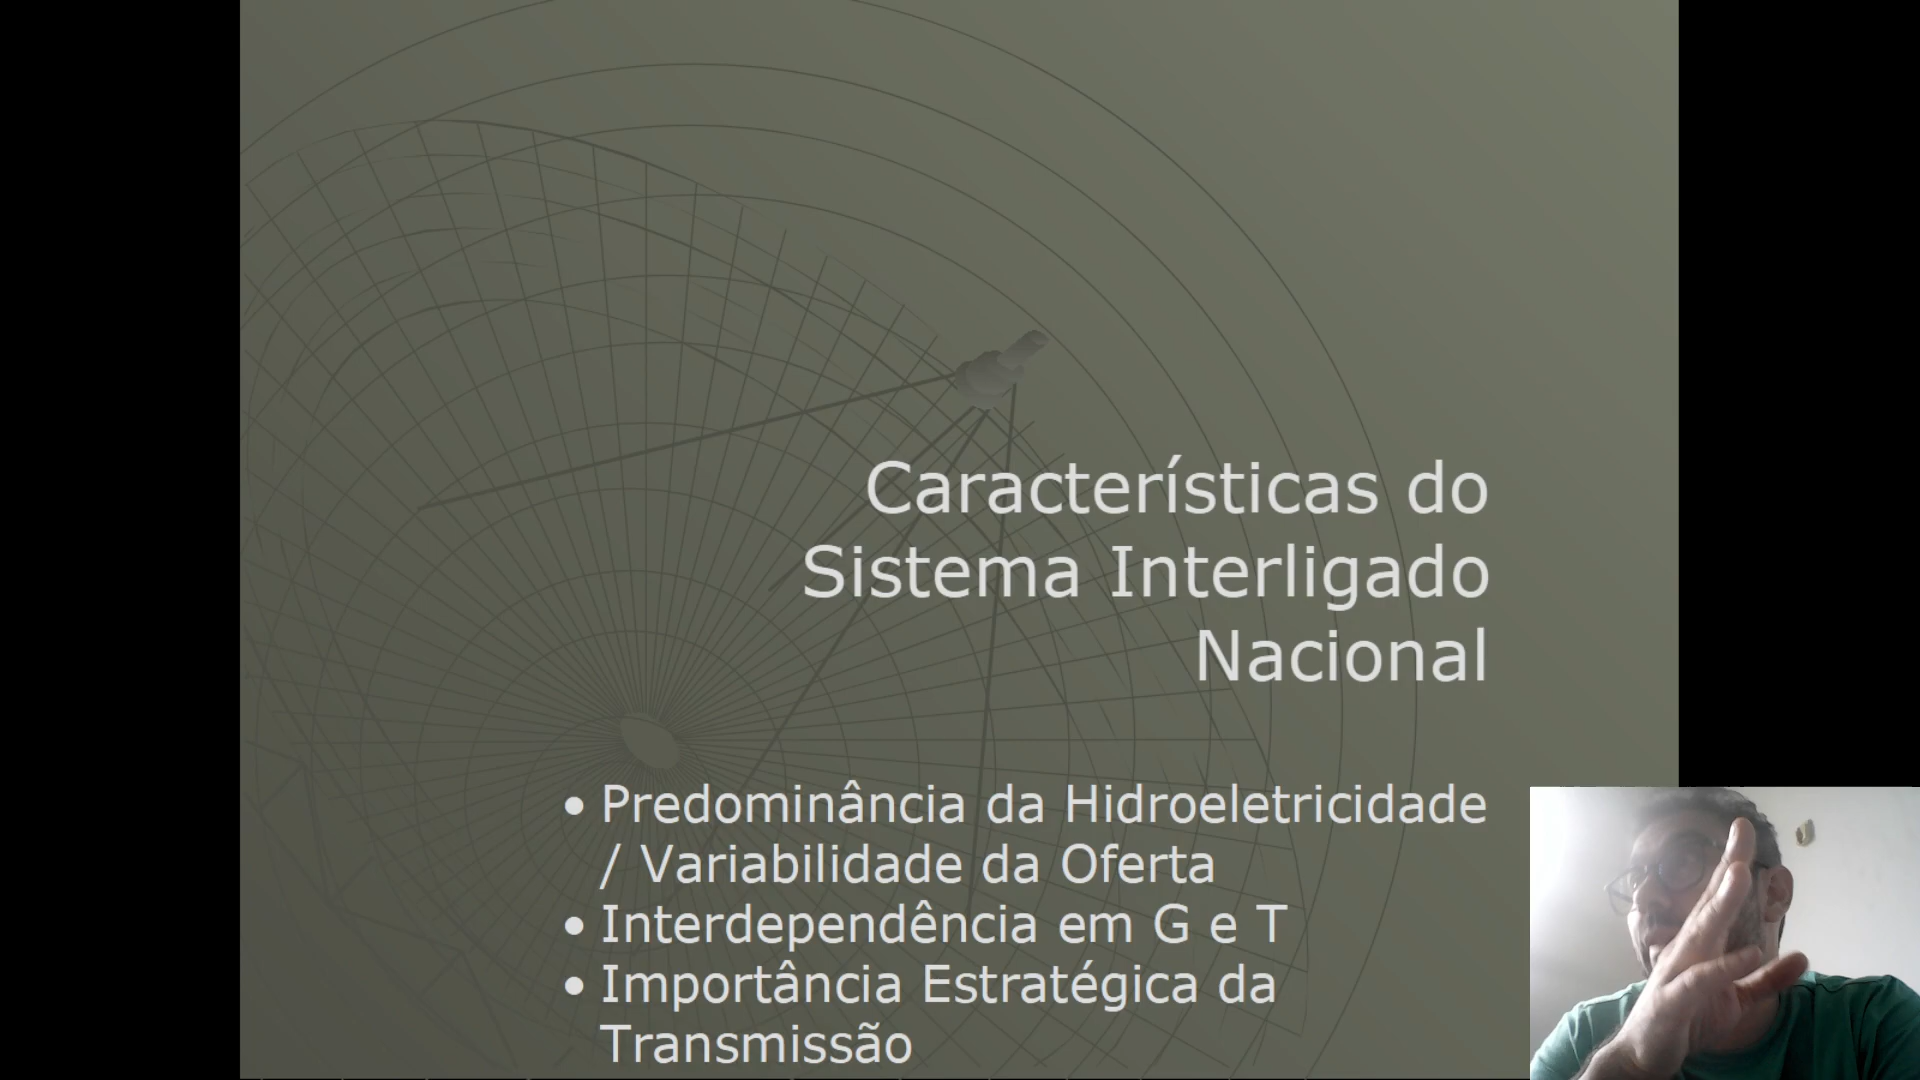 Características do
Sistema Interligado
Nacional
• Predominância da Hidroeletricidade
/ Variabilidade da Oferta
• Interdependência em G e T
• Importância Estratégica da
Transmissão